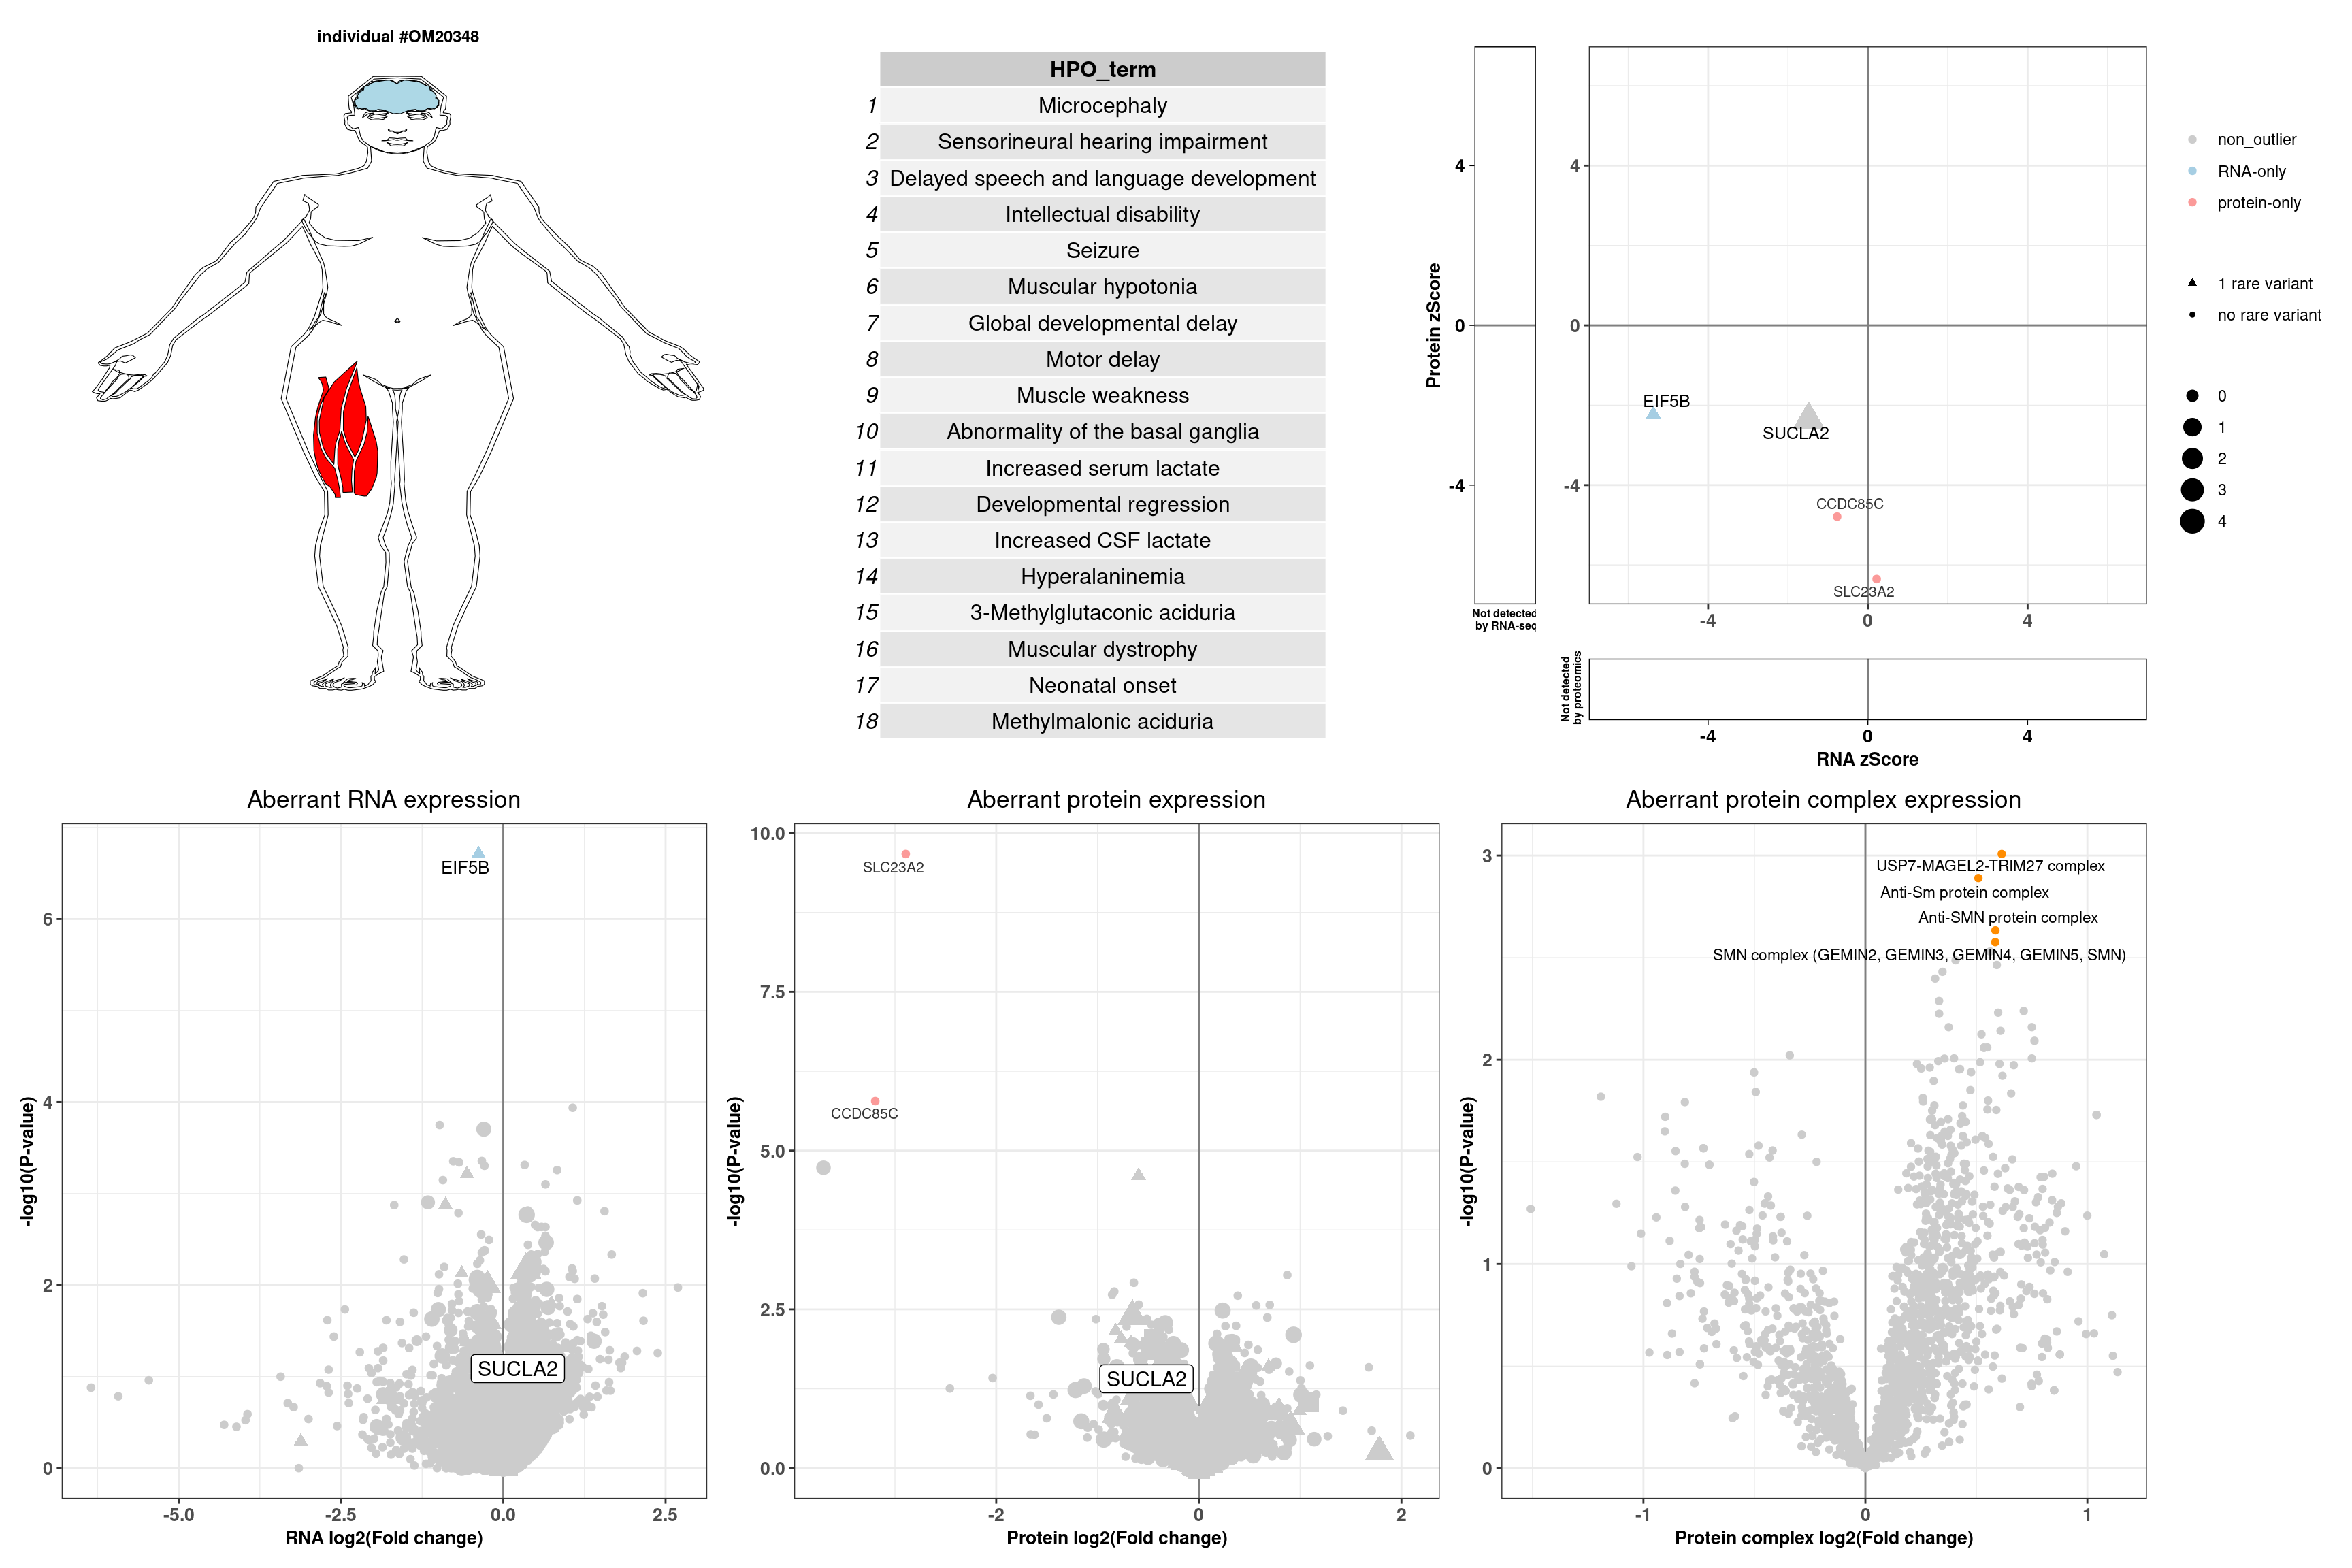 individual #OM20348
HPO_term
1 Microcephaly
2 Sensorineural hearing impairment
3 Delayed speech and language development
4 Intellectual disability
5 Seizure
6 Muscular hypotonia
7 Global developmental delay
8 Motor delay
9 Muscle weakness
10 Abnormality of the basal ganglia
11 Increased serum lactate
12 Developmental regression
13 Increased CSF lactate
14 Hyperalaninemia
15 3-Methylglutaconic aciduria
16 Muscular dystrophy
17 Neonatal onset
18 Methylmalonic aciduria
Protein zScore
4
0
-4
Not detected
by RNA-seq
4
0
-4
EIF5B
SUCLA2
CCDC85C
SLC23A2
-4 0 4
Not detected
by proteomics
-4 0 4
RNA zScore
non_outlier
RNA-only
protein-only
1 rare variant
no rare variant
0
1
2
3
4
Aberrant RNA expression
-log10(P-value)
6
4
2
0
EIF5B
SUCLA2
-5.0 -2.5 0.0 2.5
RNA log2(Fold change)
Aberrant protein expression
-log10(P-value)
10.0
7.5
5.0
2.5
0.0
SLC23A2
CCDC85C
SUCLA2
-2 0 2
Protein log2(Fold change)
Aberrant protein complex expression
-log10(P-value)
3
2
1
0
USP7-MAGEL2-TRIM27 complex
Anti-Sm protein complex
Anti-SMN protein complex
SMN complex (GEMIN2, GEMIN3, GEMIN4, GEMIN5, SMN)
-1 0 1
Protein complex log2(Fold change)